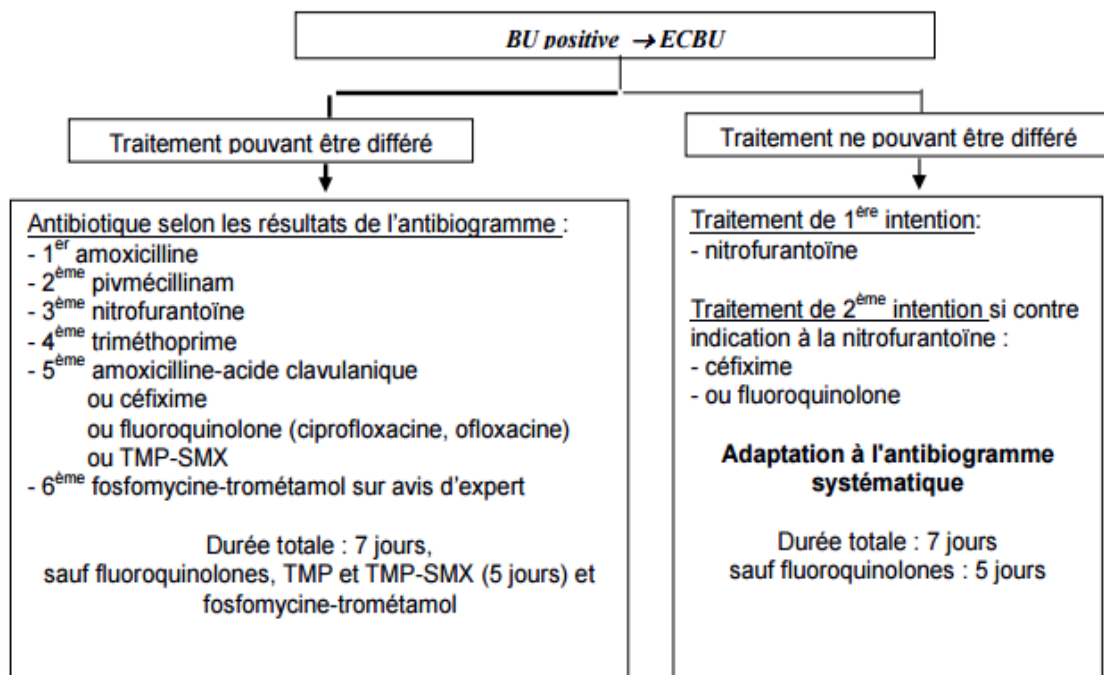 BU positive → ECBU
Traitement pouvant être différé
Traitement ne pouvant être différé
Antibiotique selon les résultats de l'antibiogramme :
- 1er amoxicilline
- 2ème pivmécillinam
- 3ème nitrofurantoïne
- 4ème triméthoprime
- 5ème amoxicilline-acide clavulanique
ou céfixime
ou fluoroquinolone (ciprofloxacine, ofloxacine)
ou TMP-SMX
- 6ème fosfomycine-trométamol sur avis d'expert
Durée totale : 7 jours,
sauf fluoroquinolones, TMP et TMP-SMX (5 jours) et
fosfomycine-trométamol
Traitement de 1ère intention:
- nitrofurantoïne
Traitement de 2ème intention si contre
indication à la nitrofurantoïne :
- céfixime
- ou fluoroquinolone
Adaptation à l'antibiogramme
systématique
Durée totale : 7 jours
sauf fluoroquinolones : 5 jours